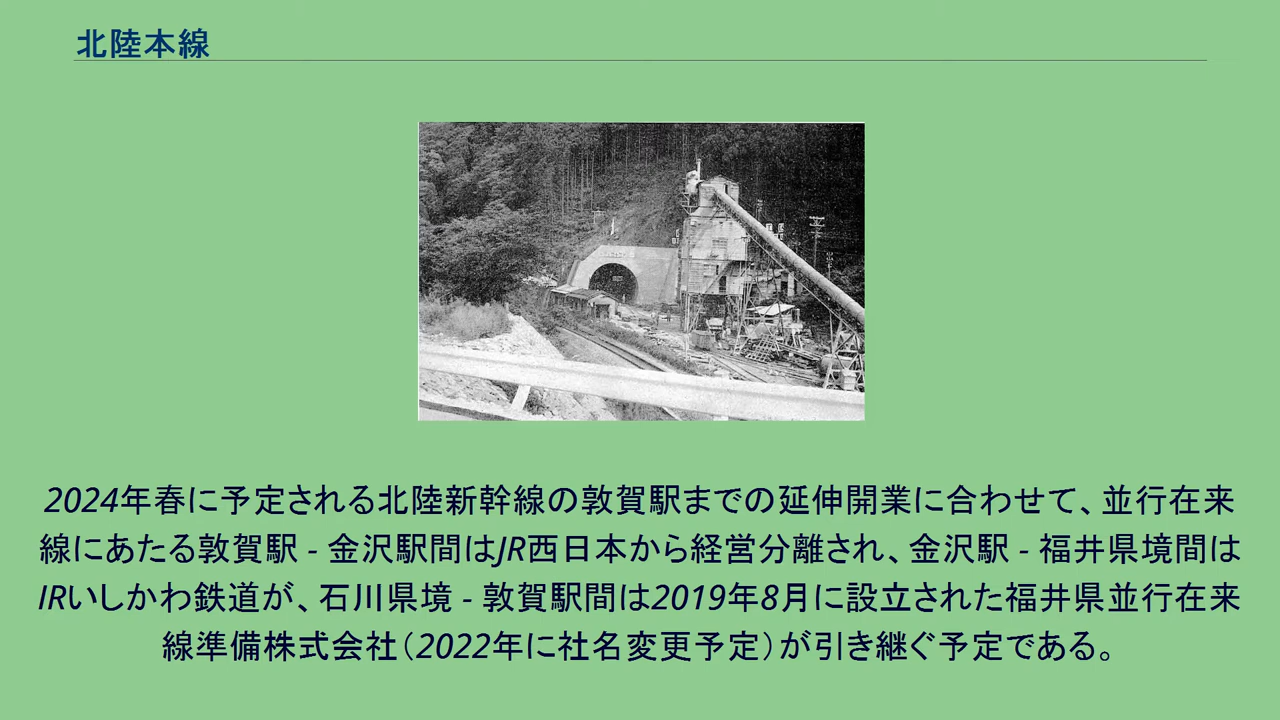 北陸本線
2024年春に予定される北陸新幹線の敦賀駅までの延伸開業に合わせて、並行在来
線にあたる敦賀駅 - 金沢駅間はJR西日本から経営分離され、金沢駅 - 福井県境間は
IRいしかわ鉄道が、石川県境 - 敦賀駅間は2019年8月に設立された福井県並行在来
線準備株式会社（2022年に社名変更予定）が引き継ぐ予定である。